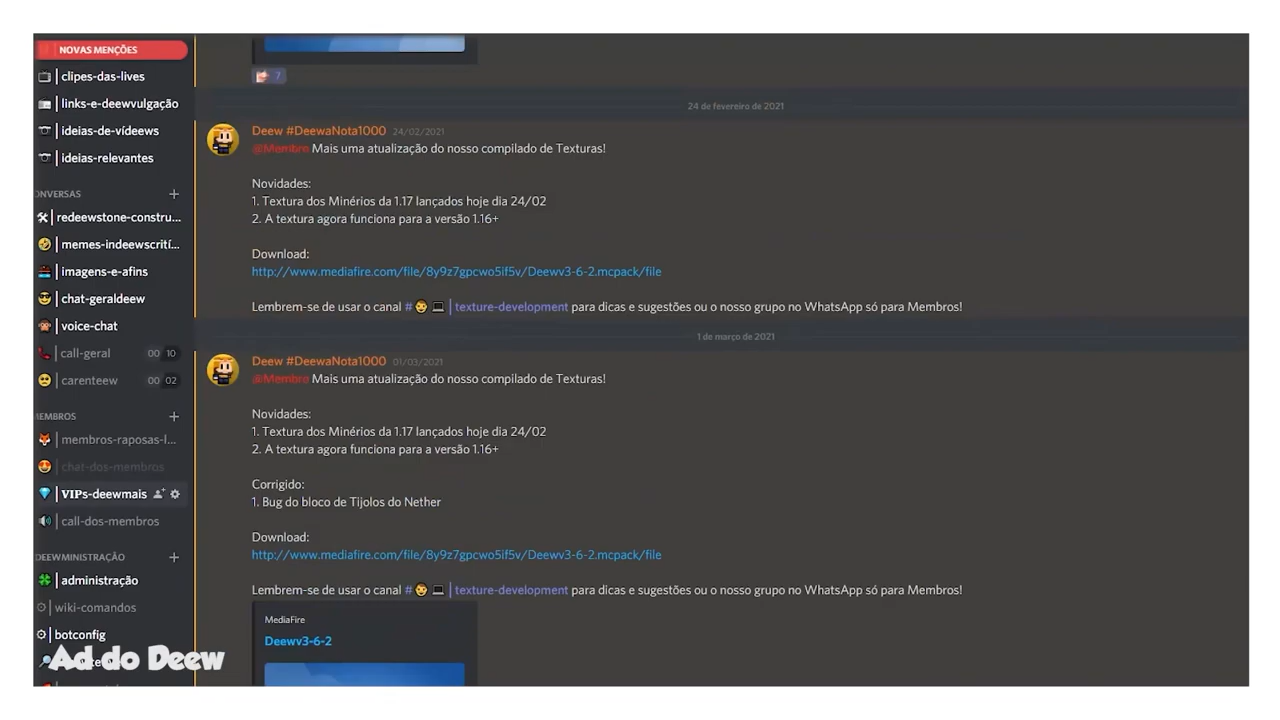 NOVAS MENÇÕES
clipes-das-lives
links-e-deewvulgação
ideias-de-vídeews
ideias-relevantes
ONVERSAS
redeewstone-constru...
memes-indeewscrití...
imagens-e-afins
chat-geraldeew
voice-chat
call-geral 00 10
carenteew 00 02
MEMBROS
membros-raposas-l...
chat-dos-membros
VIPs-deewmais
call-dos-membros
DEEWMINISTRAÇÃO
administração
wiki-comandos
botconfig
Ad do Deew
7
24 de fevereiro de 2021
Deew #DeewaNota1000 24/02/2021
@Membro Mais uma atualização do nosso compilado de Texturas!
Novidades:
1. Textura dos Minérios da 1.17 lançados hoje dia 24/02
2. A textura agora funciona para a versão 1.16+
Download:
http://www.mediafire.com/file/8y9z7gpcwo5if5v/Deewv3-6-2.mcpack/file
Lembrem-se de usar o canal # | texture-development para dicas e sugestões ou o nosso grupo no WhatsApp só para Membros!
1 de março de 2021
Deew #DeewaNota1000 01/03/2021
@Membro Mais uma atualização do nosso compilado de Texturas!
Novidades:
1. Textura dos Minérios da 1.17 lançados hoje dia 24/02
2. A textura agora funciona para a versão 1.16+
Corrigido:
1. Bug do bloco de Tijolos do Nether
Download:
http://www.mediafire.com/file/8y9z7gpcwo5if5v/Deewv3-6-2.mcpack/file
Lembrem-se de usar o canal # | texture-development para dicas e sugestões ou o nosso grupo no WhatsApp só para Membros!
MediaFire
Deewv3-6-2